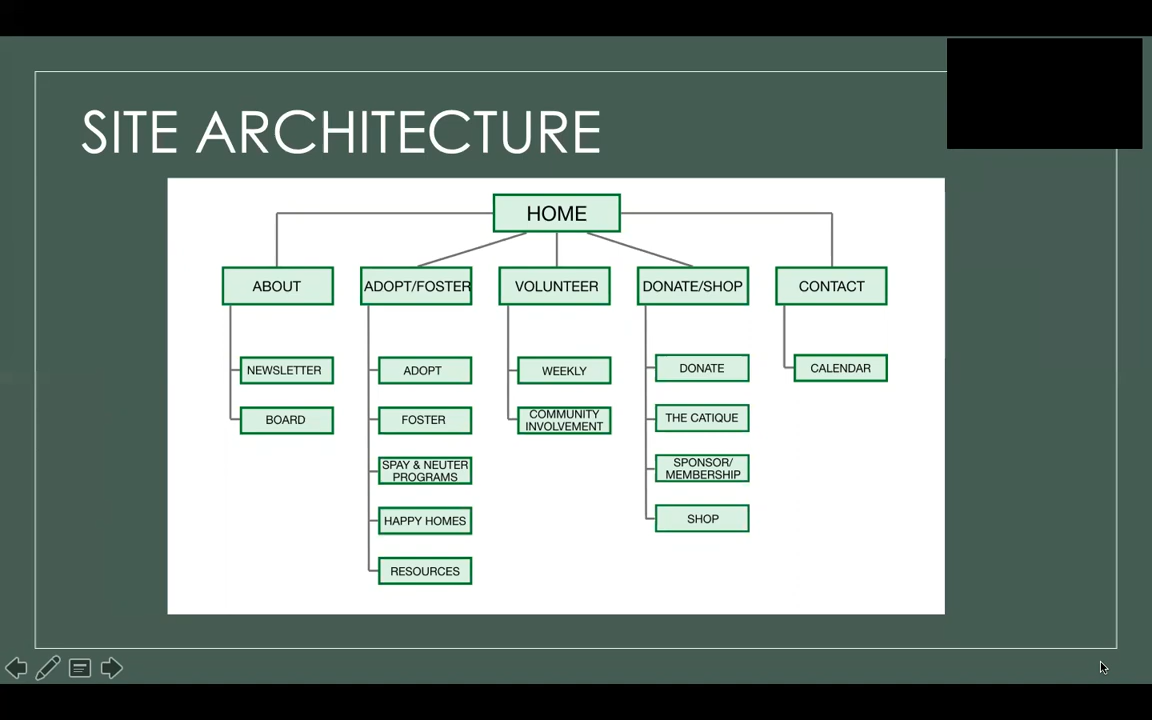 SITE ARCHITECTURE
HOME
ABOUT
ADOPT/FOSTER
VOLUNTEER
DONATE/SHOP
CONTACT
NEWSLETTER
BOARD
ADOPT
FOSTER
SPAY & NEUTER
PROGRAMS
HAPPY HOMES
RESOURCES
WEEKLY
COMMUNITY
INVOLVEMENT
DONATE
THE CATIQUE
SPONSOR/
MEMBERSHIP
SHOP
CALENDAR